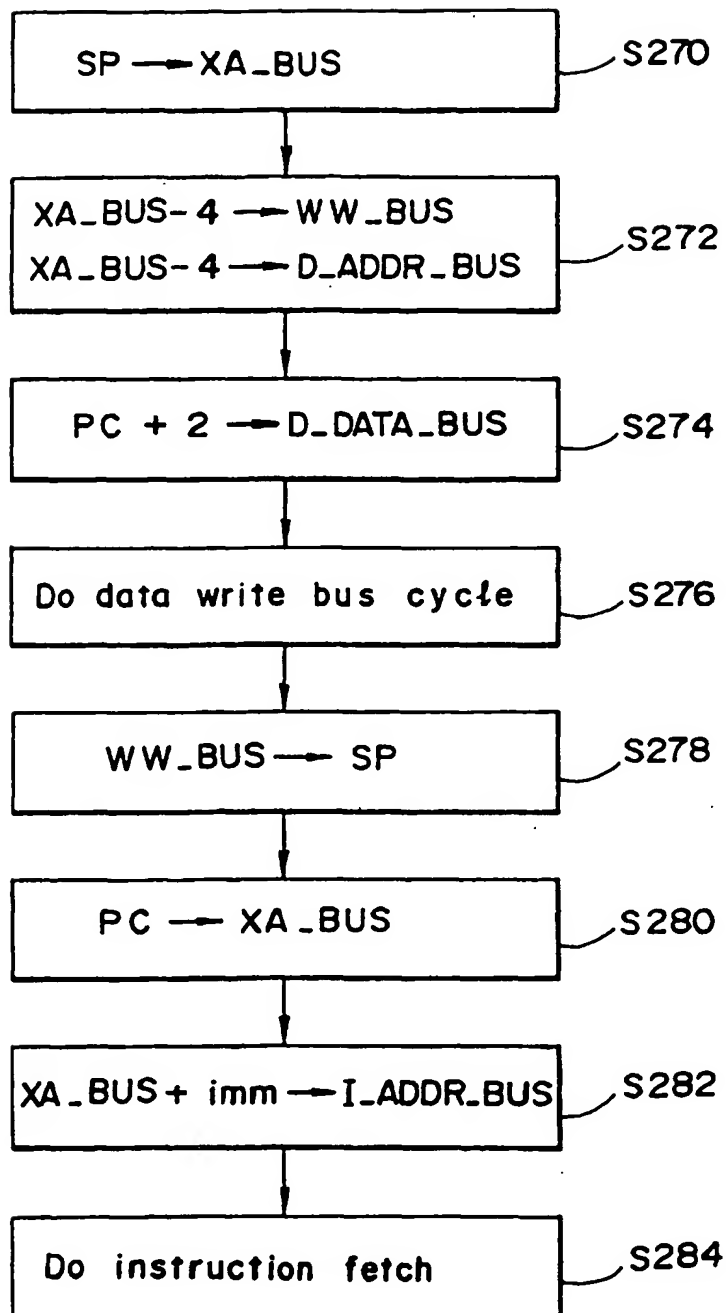 SP → XA_BUS
S270
XA_BUS-4 → WW_BUS
XA_BUS-4 → D_ADDR_BUS
S272
PC + 2 → D_DATA_BUS
S274
Do data write bus cycle
S276
WW_BUS → SP
S278
PC → XA_BUS
S280
XA_BUS + imm → I_ADDR_BUS
S282
Do instruction fetch
S284